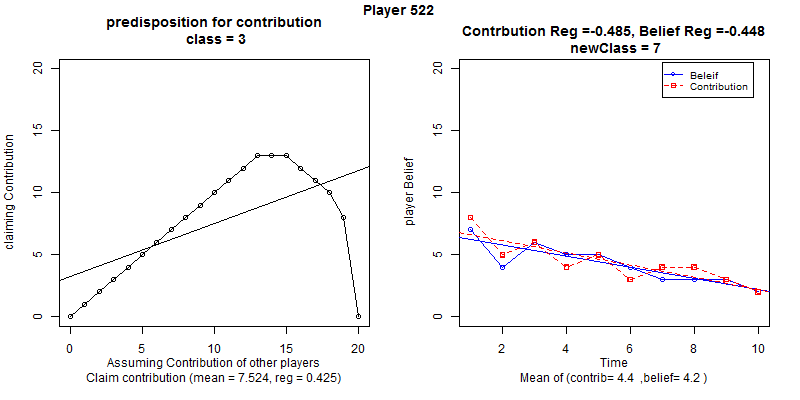 Player 522
predisposition for contribution
class = 3
claiming Contribution
0
5
10
15
20
0
5
10
15
20
Assuming Contribution of other players
Claim contribution (mean = 7.524, reg = 0.425)
Contrbution Reg =-0.485, Belief Reg =-0.448
newClass = 7
Beleif
Contribution
player Belief
0
5
10
15
20
2
4
6
8
10
Time
Mean of (contrib= 4.4 ,belief= 4.2 )